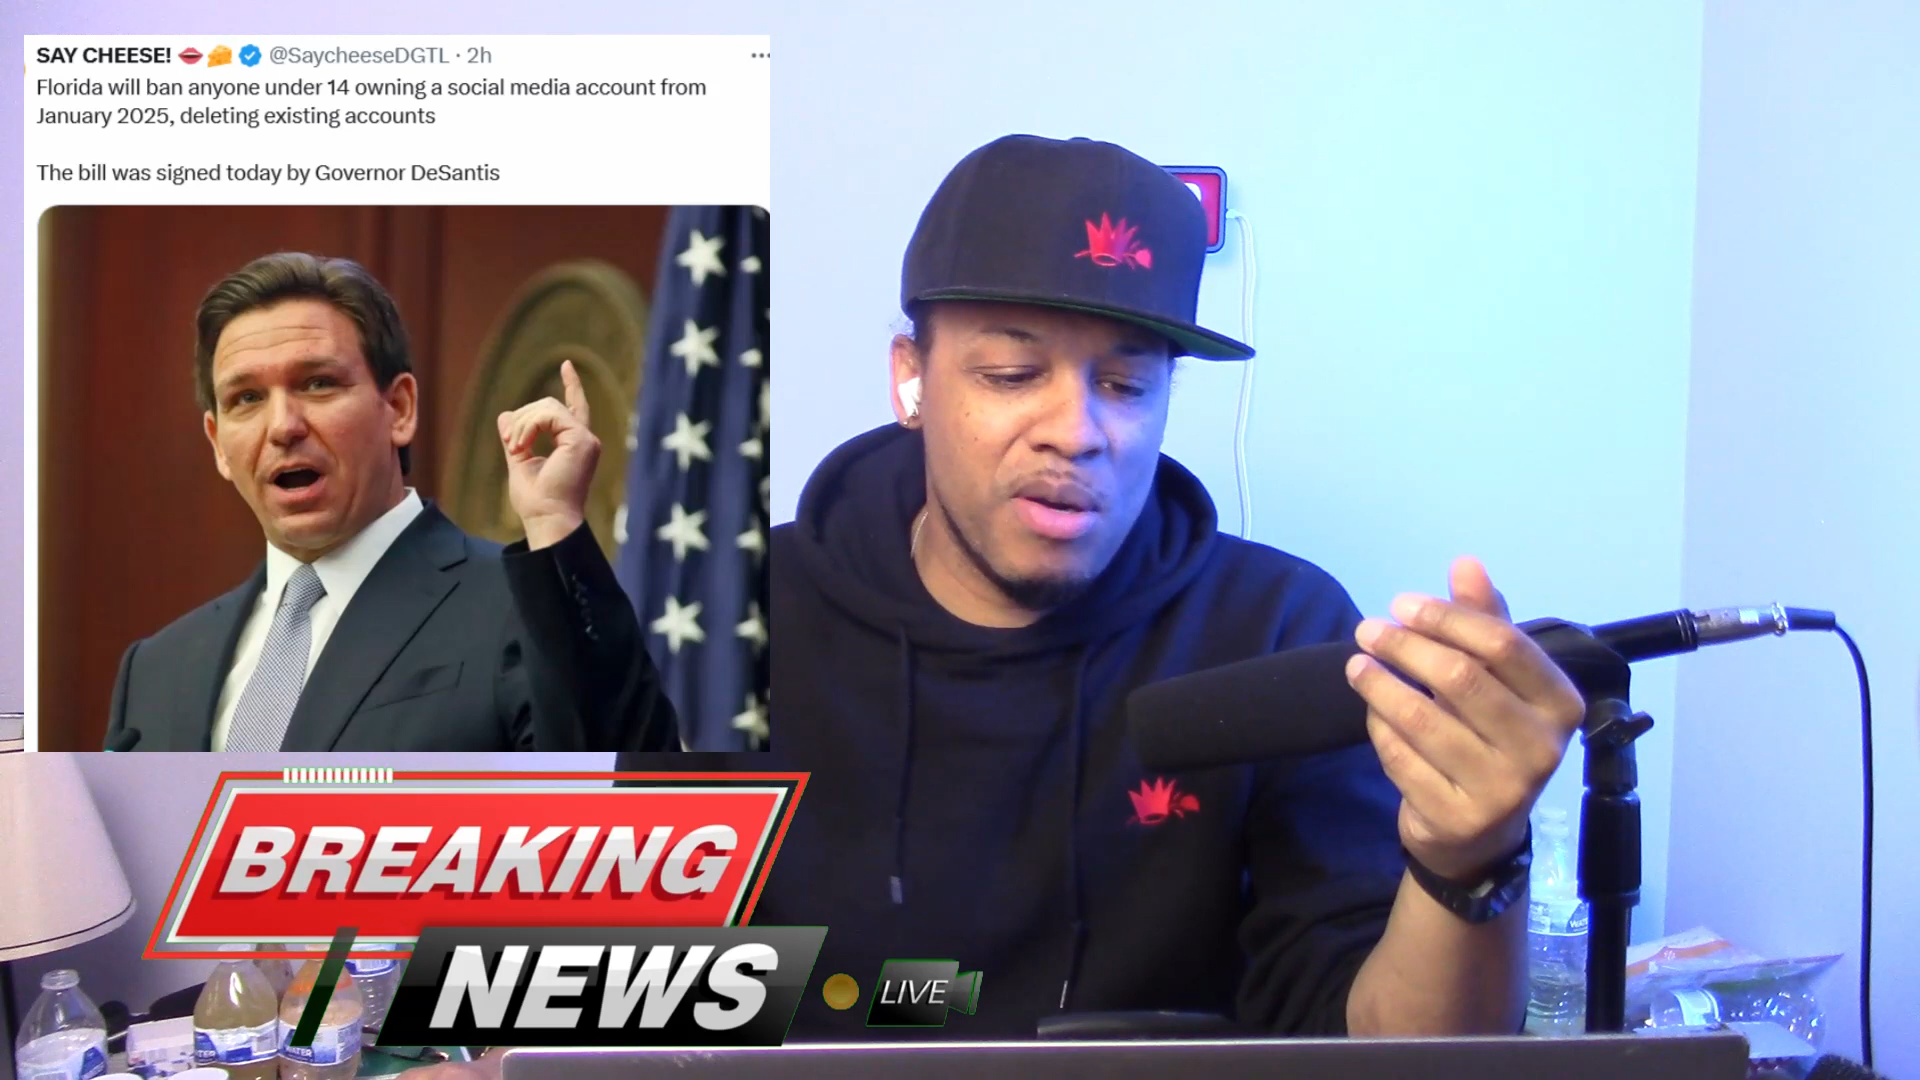 SAY CHEESE! 👄🧀 @SaycheeseDGTL · 2h
Florida will ban anyone under 14 owning a social media account from
January 2025, deleting existing accounts
The bill was signed today by Governor DeSantis
BREAKING
NEWS
LIVE
WATER